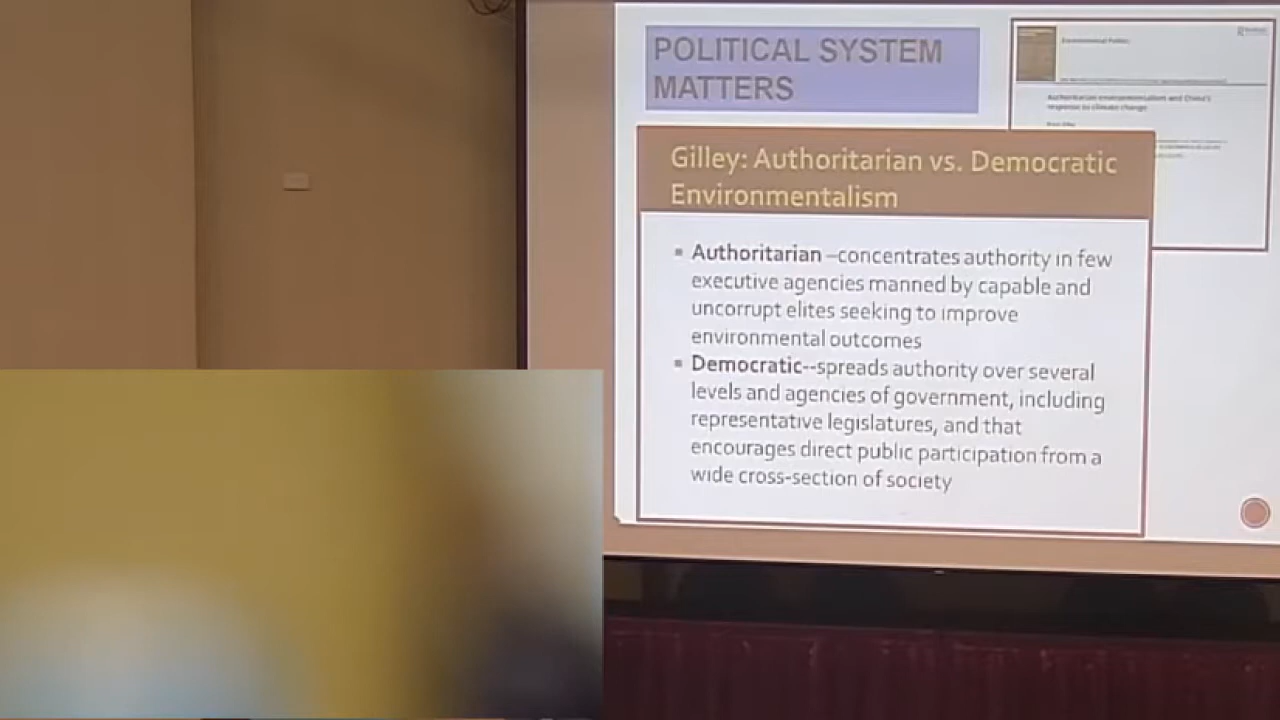 POLITICAL SYSTEM
MATTERS
Environmental Politics
Authoritarian environmentalism and China's
response to climate change
Gilley: Authoritarian vs. Democratic
Environmentalism
▪ Authoritarian –concentrates authority in few
executive agencies manned by capable and
uncorrupt elites seeking to improve
environmental outcomes
▪ Democratic--spreads authority over several
levels and agencies of government, including
representative legislatures, and that
encourages direct public participation from a
wide cross-section of society